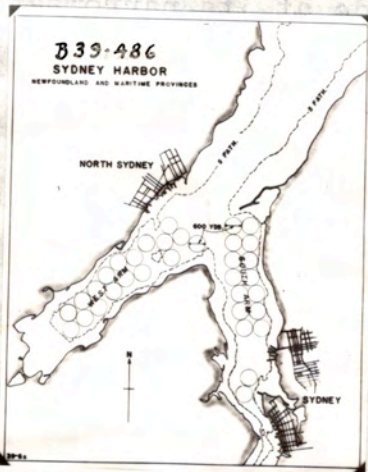 B39-486
SYDNEY HARBOR
NEWFOUNDLAND AND MARITIME PROVINCES
5 FATH.
5 FATH.
NORTH SYDNEY
600 YDS.
WEST ARM
SOUTH ARM
N
SYDNEY